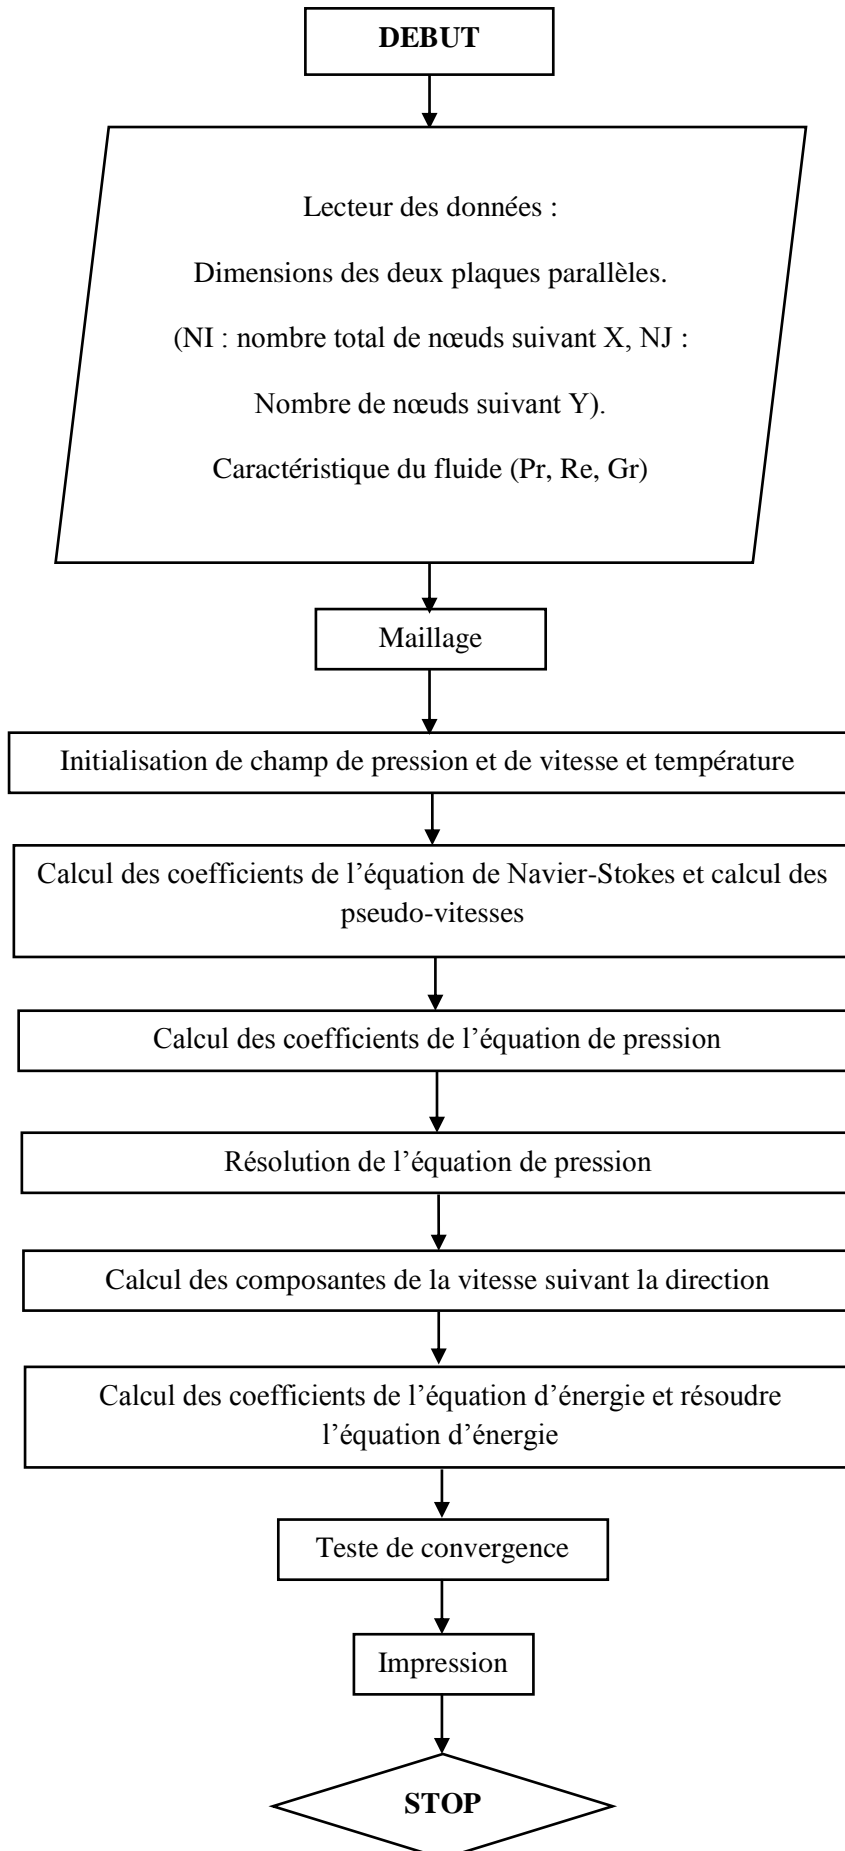 DEBUT
Lecteur des données :
Dimensions des deux plaques parallèles.
(NI : nombre total de nœuds suivant X, NJ :
Nombre de nœuds suivant Y).
Caractéristique du fluide (Pr, Re, Gr)
Maillage
Initialisation de champ de pression et de vitesse et température
Calcul des coefficients de l’équation de Navier-Stokes et calcul des
pseudo-vitesses
Calcul des coefficients de l’équation de pression
Résolution de l’équation de pression
Calcul des composantes de la vitesse suivant la direction
Calcul des coefficients de l’équation d’énergie et résoudre
l’équation d’énergie
Teste de convergence
Impression
STOP